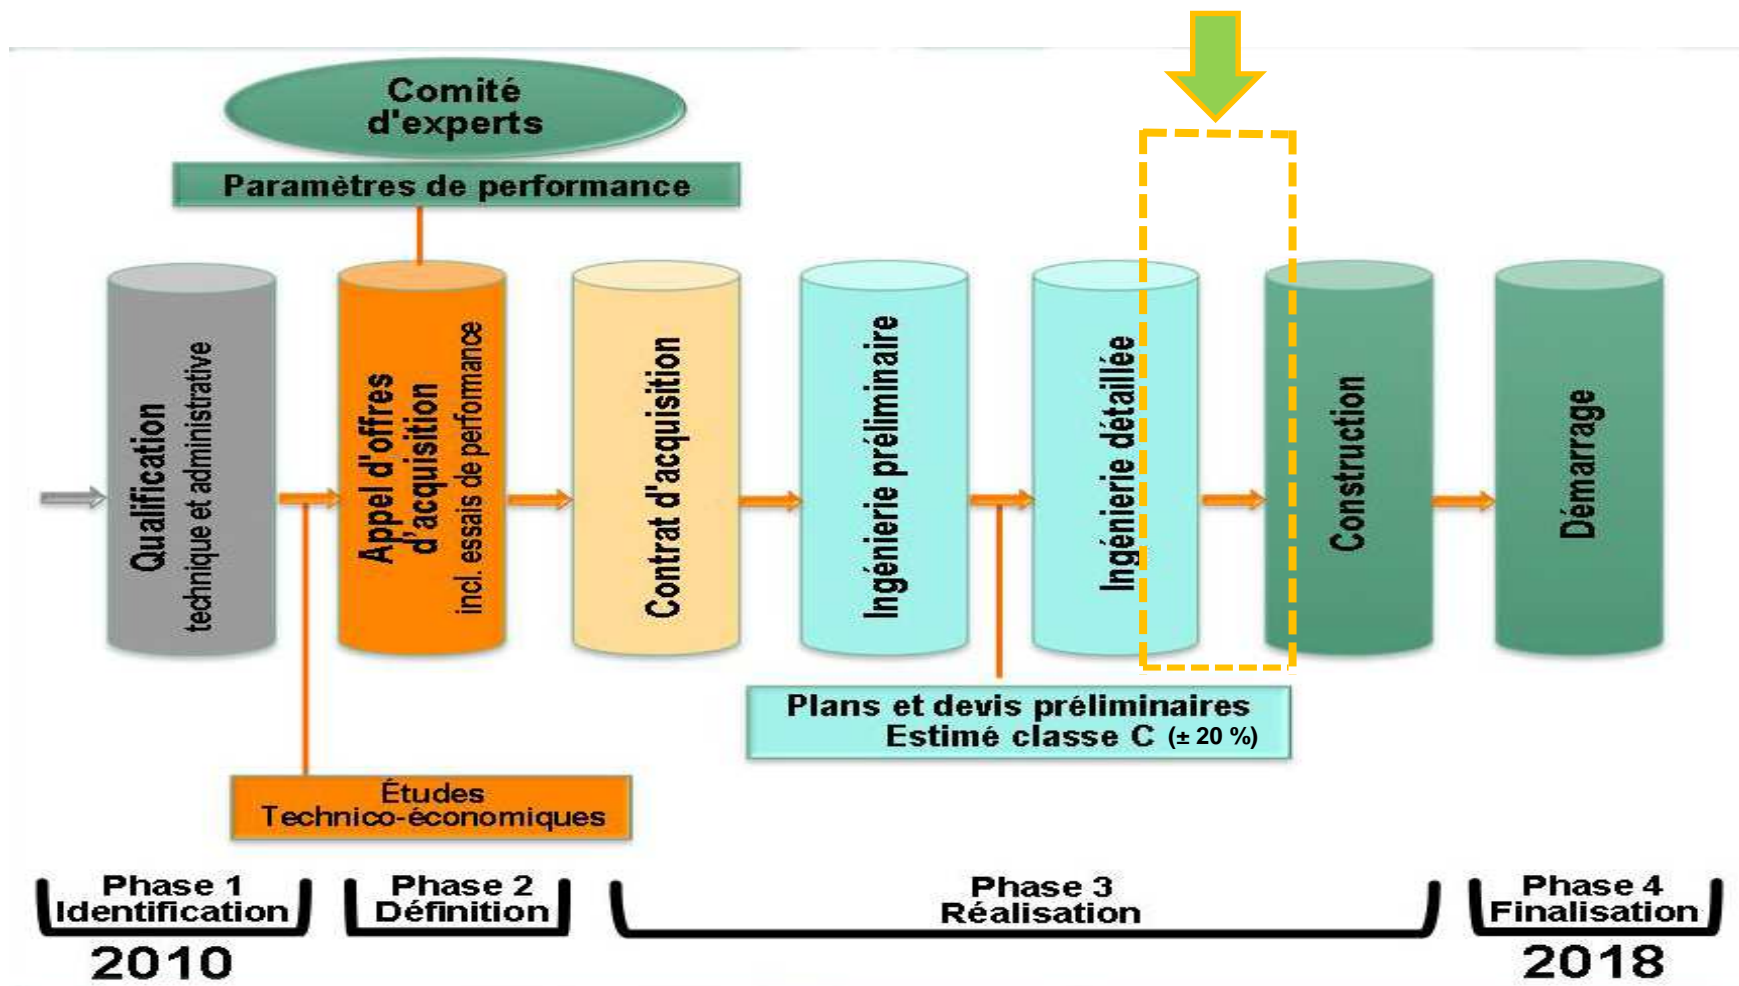 Comité
d'experts
Paramètres de performance
Qualification
technique et administrative
Appel d'offres
d'acquisition
incl. essais de performance
Contrat d'acquisition
Ingénierie préliminaire
Ingénierie détaillée
Construction
Démarrage
Plans et devis préliminaires
Estimé classe C (± 20 %)
Études
Technico-économiques
Phase 1
Identification
2010
Phase 2
Définition
Phase 3
Réalisation
Phase 4
Finalisation
2018